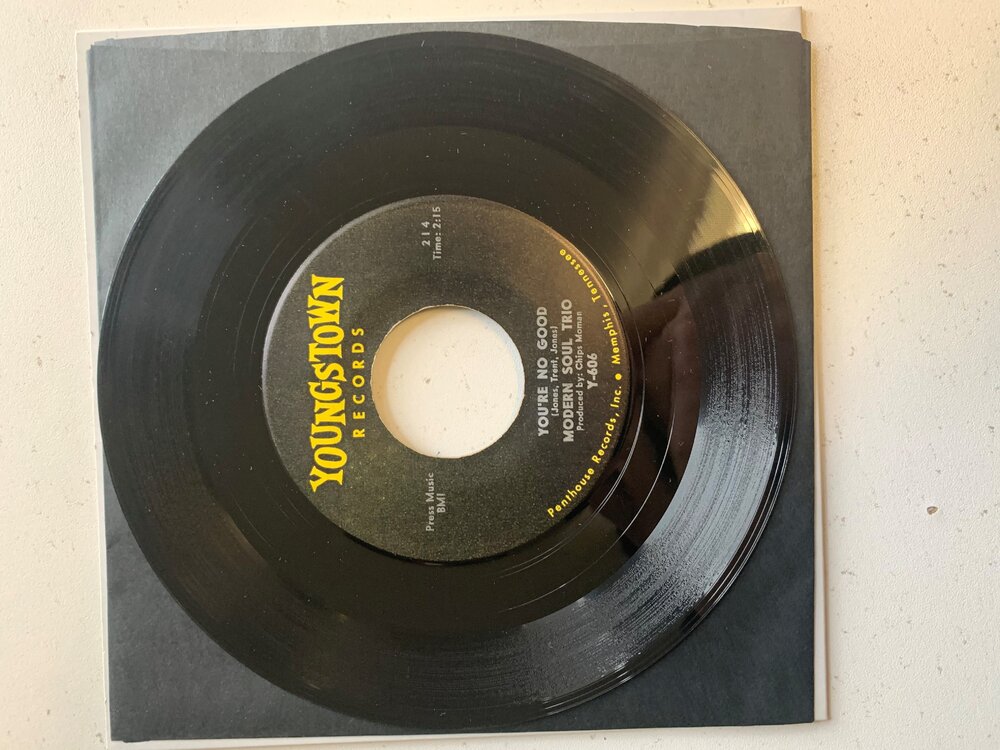 YOUNGSTOWN
RECORDS
Press Music
BMI
214
Time: 2:15
YOU'RE NO GOOD
(Jones, Trent, Jones)
MODERN SOUL TRIO
Produced by: Chips Moman
Y-606
Penthouse Records, Inc. • Memphis, Tennessee